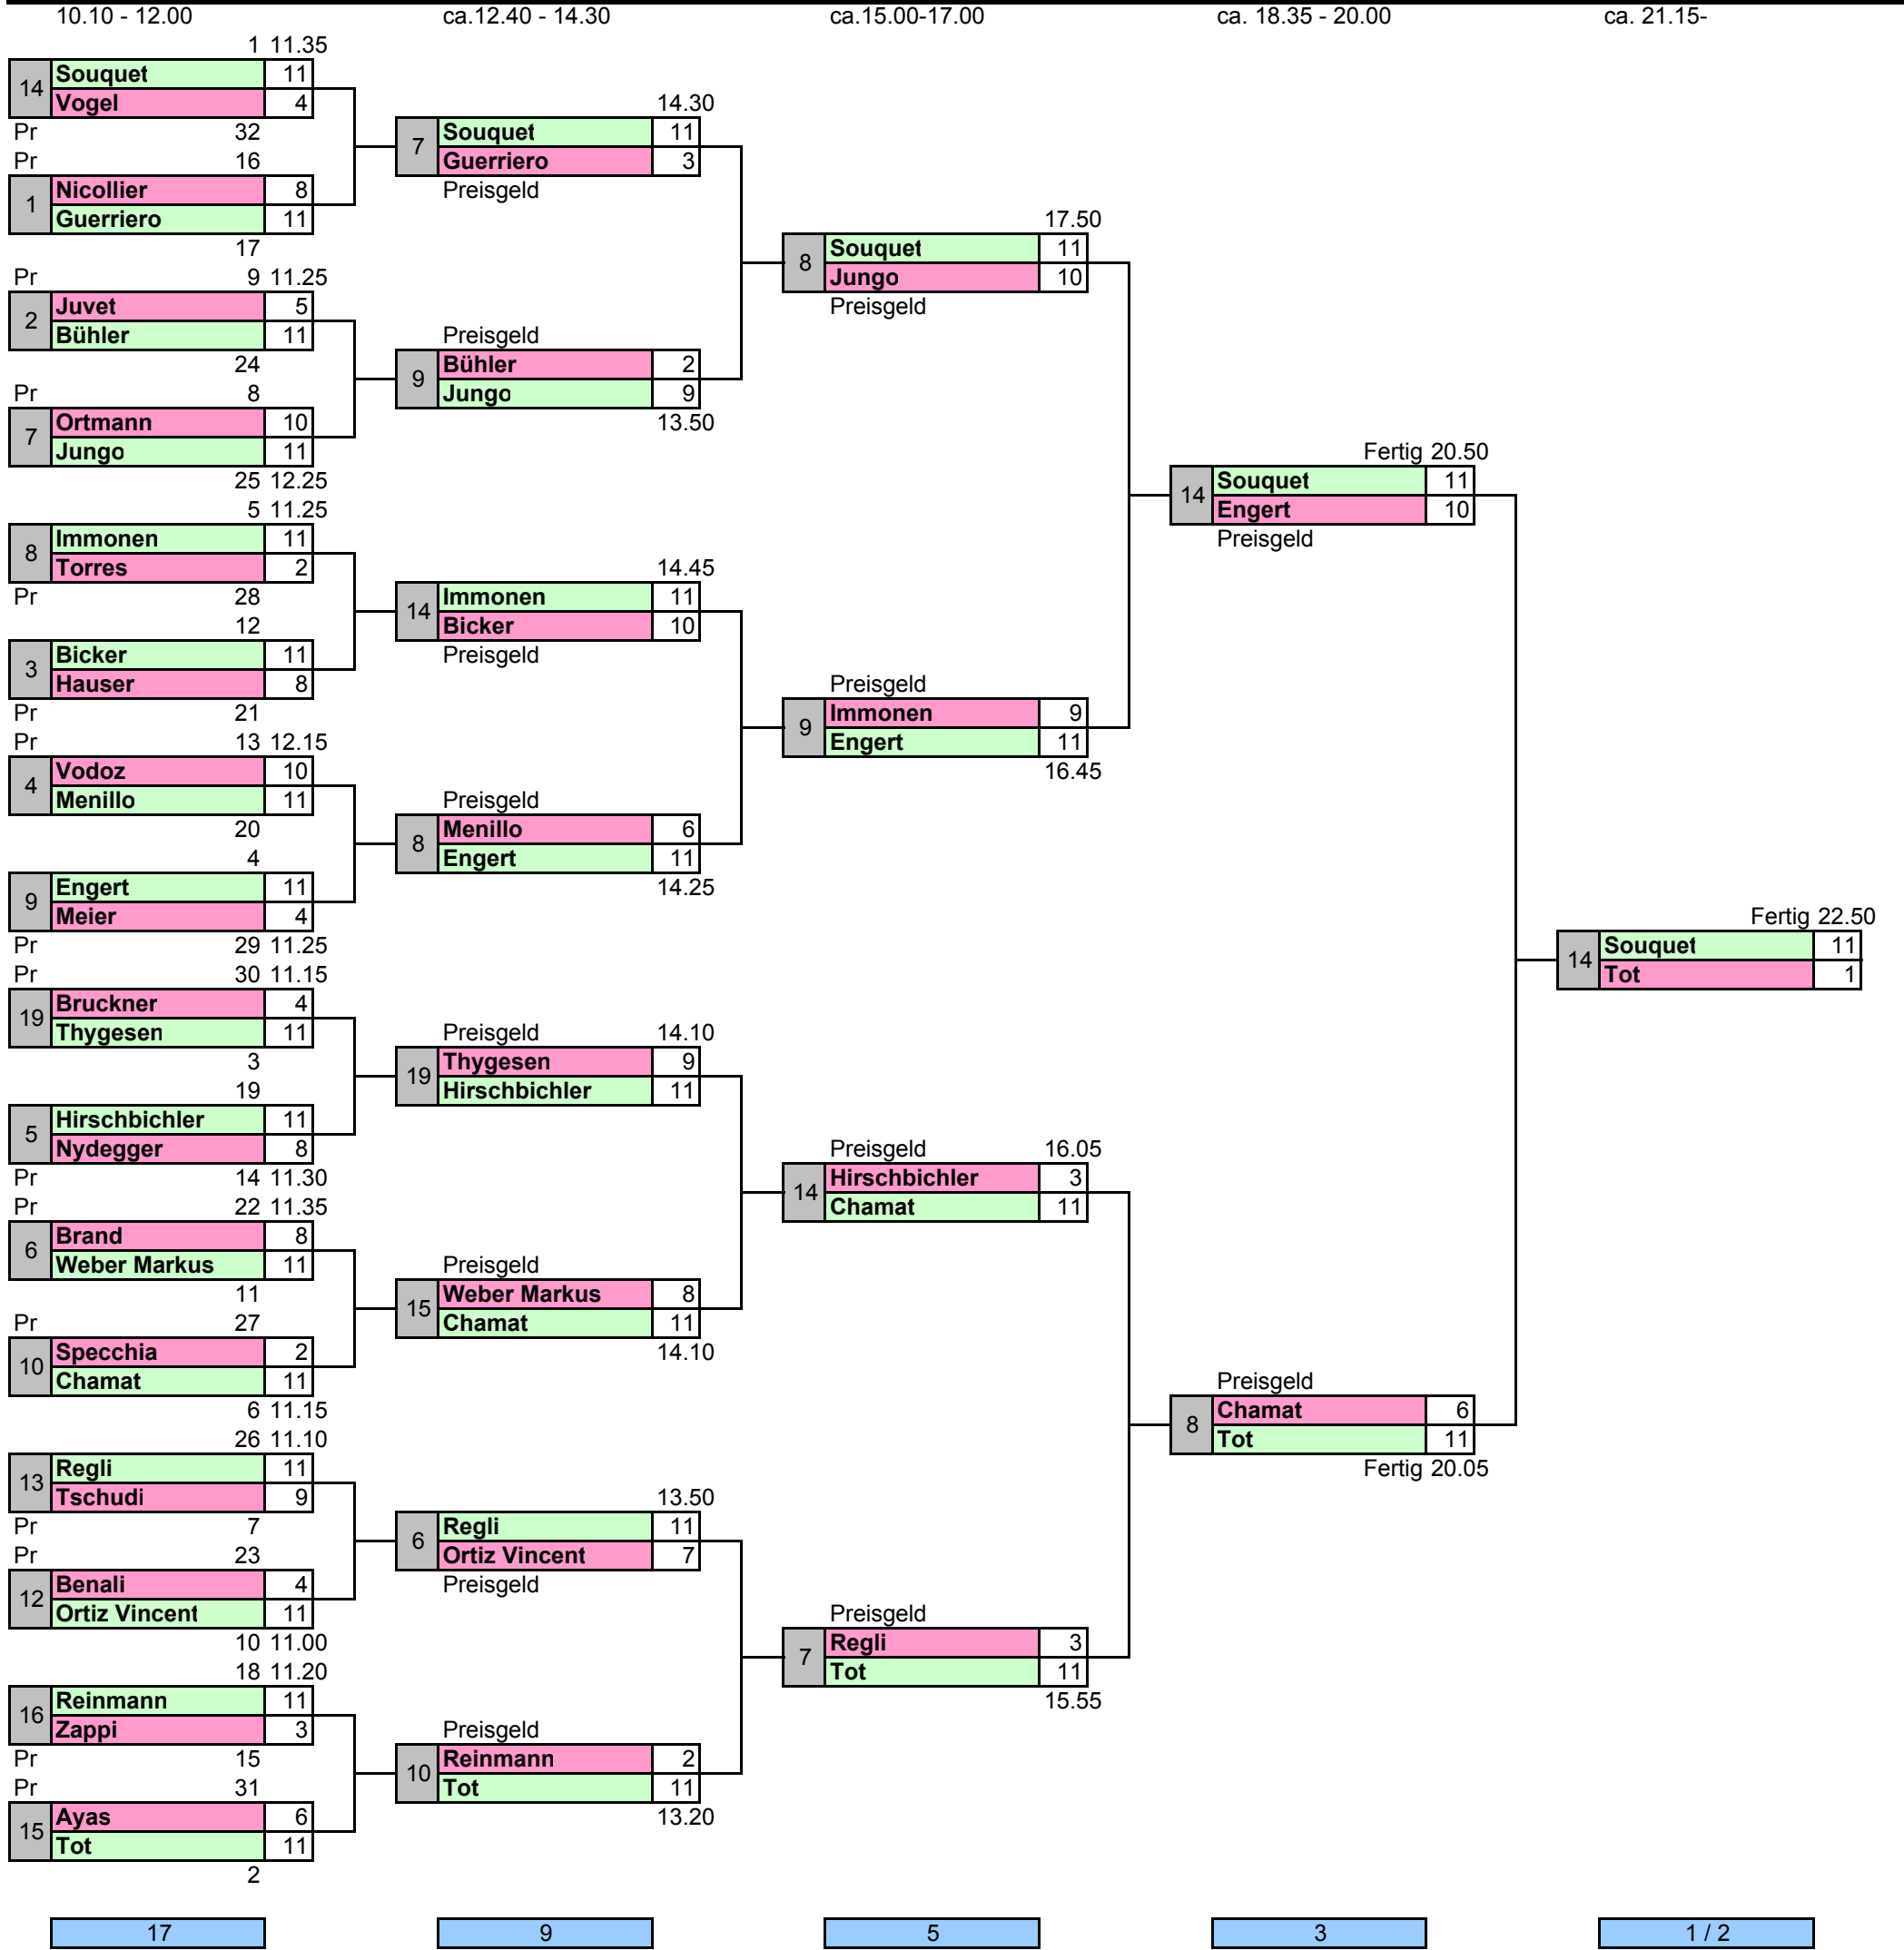 10.10 - 12.00 ca.12.40 - 14.30 ca.15.00-17.00 ca. 18.35 - 20.00 ca. 21.15-
1 11.35
14 Souquet 11
Vogel 4
Pr 32
Pr 16
1 Nicollier 8
Guerriero 11
17
Pr 9 11.25
2 Juvet 5
Bühler 11
24
Pr 8
7 Ortmann 10
Jungo 11
25 12.25
5 11.25
8 Immonen 11
Torres 2
Pr 28
12
3 Bicker 11
Hauser 8
Pr 21
Pr 13 12.15
4 Vodoz 10
Menillo 11
20
4
9 Engert 11
Meier 4
Pr 29 11.25
Pr 30 11.15
19 Bruckner 4
Thygesen 11
3
19
5 Hirschbichler 11
Nydegger 8
Pr 14 11.30
Pr 22 11.35
6 Brand 8
Weber Markus 11
11
Pr 27
10 Specchia 2
Chamat 11
6 11.15
26 11.10
13 Regli 11
Tschudi 9
Pr 7
Pr 23
12 Benali 4
Ortiz Vincent 11
10 11.00
18 11.20
16 Reinmann 11
Zappi 3
Pr 15
Pr 31
15 Ayas 6
Tot 11
2
14.30
7 Souquet 11
Guerriero 3
Preisgeld
Preisgeld
9 Bühler 2
Jungo 9
13.50
14.45
14 Immonen 11
Bicker 10
Preisgeld
Preisgeld
8 Menillo 6
Engert 11
14.25
Preisgeld 14.10
19 Thygesen 9
Hirschbichler 11
Preisgeld
15 Weber Markus 8
Chamat 11
14.10
13.50
6 Regli 11
Ortiz Vincent 7
Preisgeld
Preisgeld
10 Reinmann 2
Tot 11
13.20
17.50
8 Souquet 11
Jungo 10
Preisgeld
Preisgeld
9 Immonen 9
Engert 11
16.45
Preisgeld 16.05
14 Hirschbichler 3
Chamat 11
Preisgeld
7 Regli 3
Tot 11
15.55
Fertig 20.50
14 Souquet 11
Engert 10
Preisgeld
Preisgeld
8 Chamat 6
Tot 11
Fertig 20.05
Fertig 22.50
14 Souquet 11
Tot 1
17 9 5 3 1 / 2